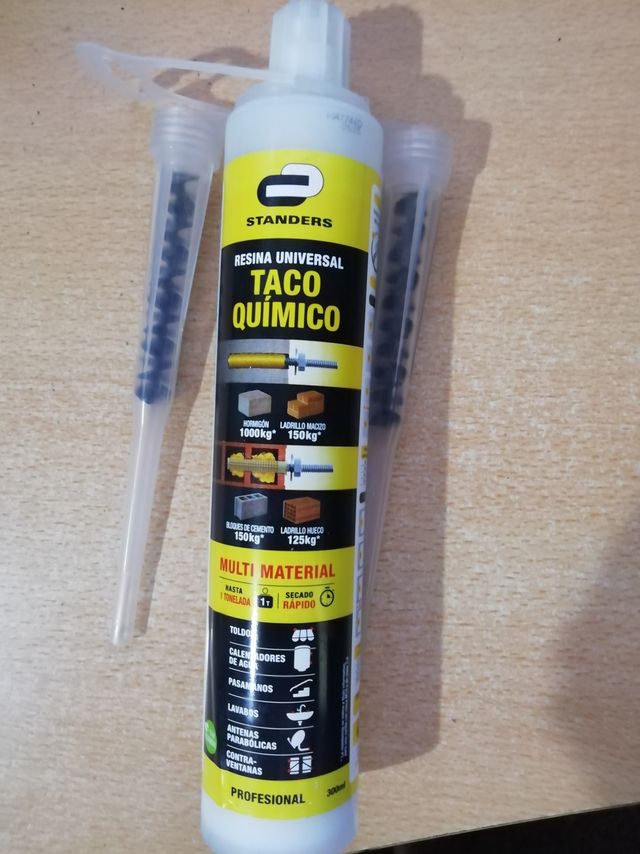 STANDERS
RESINA UNIVERSAL
TACO
QUÍMICO
HORMIGÓN
1000kg*
LADRILLO MACIZO
150kg*
BLOQUES DE CEMENTO
150kg*
LADRILLO HUECO
125kg*
MULTI MATERIAL
HASTA
1 TONELADA
1T
SECADO
RÁPIDO
TOLDOS
CALENTADORES
DE AGUA
PASAMANOS
LAVABOS
ANTENAS
PARABÓLICAS
CONTRA-
VENTANAS
PROFESIONAL
300ml